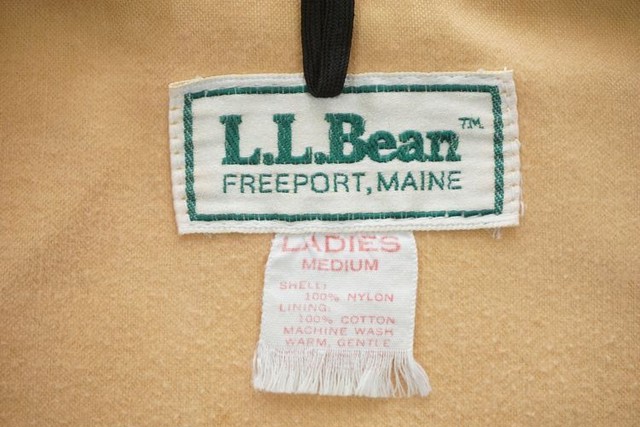 L.L.Bean™
FREEPORT, MAINE
LADIES
MEDIUM
SHELL:
100% NYLON
LINING:
100% COTTON
MACHINE WASH
WARM, GENTLE